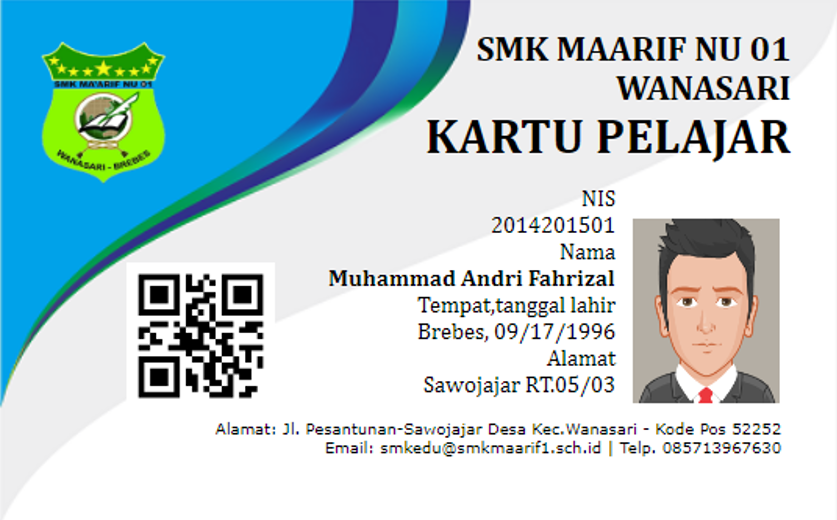 SMK MA'ARIF NU 01
WANASARI - BREBES
SMK MAARIF NU 01
WANASARI
KARTU PELAJAR
NIS
2014201501
Nama
Muhammad Andri Fahrizal
Tempat,tanggal lahir
Brebes, 09/17/1996
Alamat
Sawojajar RT.05/03
Alamat: Jl. Pesantunan-Sawojajar Desa Kec.Wanasari - Kode Pos 52252
Email: smkedu@smkmaarif1.sch.id | Telp. 085713967630